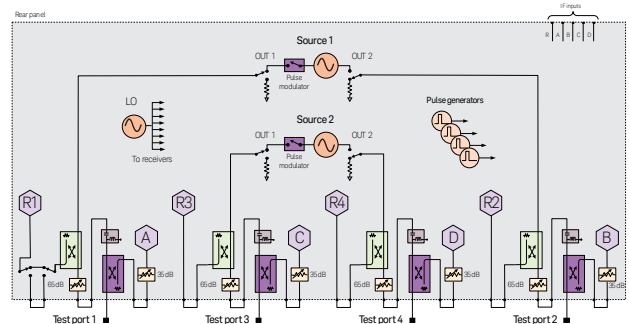 Rear panel
IF inputs
R A B C D
Source 1
OUT 1
OUT 2
Pulse
modulator
LO
To receivers
Source 2
OUT 1
OUT 2
Pulse
modulator
Pulse generators
R1
A
R3
C
R4
D
R2
B
65dB
35dB
65dB
35dB
65dB
35dB
65dB
35dB
Test port 1
Test port 3
Test port 4
Test port 2